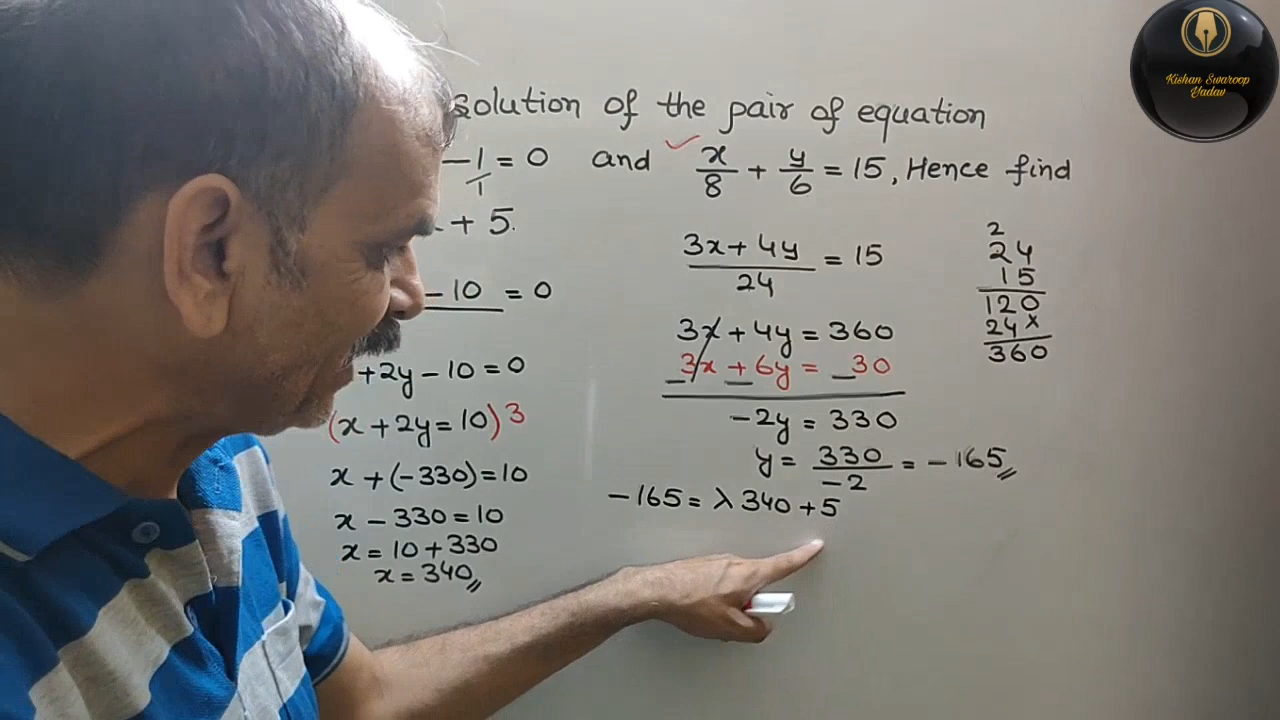 solution of the pair of equation
-1/1 = 0 and x/8 + y/6 = 15, Hence find
+ 5.
- 10 = 0
+2y - 10 = 0
(x + 2y = 10) 3
x + (-330) = 10
x - 330 = 10
x = 10 + 330
x = 340
(3x + 4y)/24 = 15
3x + 4y = 360
3x + 6y = 30
- - -
-2y = 330
y = 330/-2 = -165
-165 = λ 340 + 5
2
24
15
120
24×
360
Kishan Swaroop
Yadav